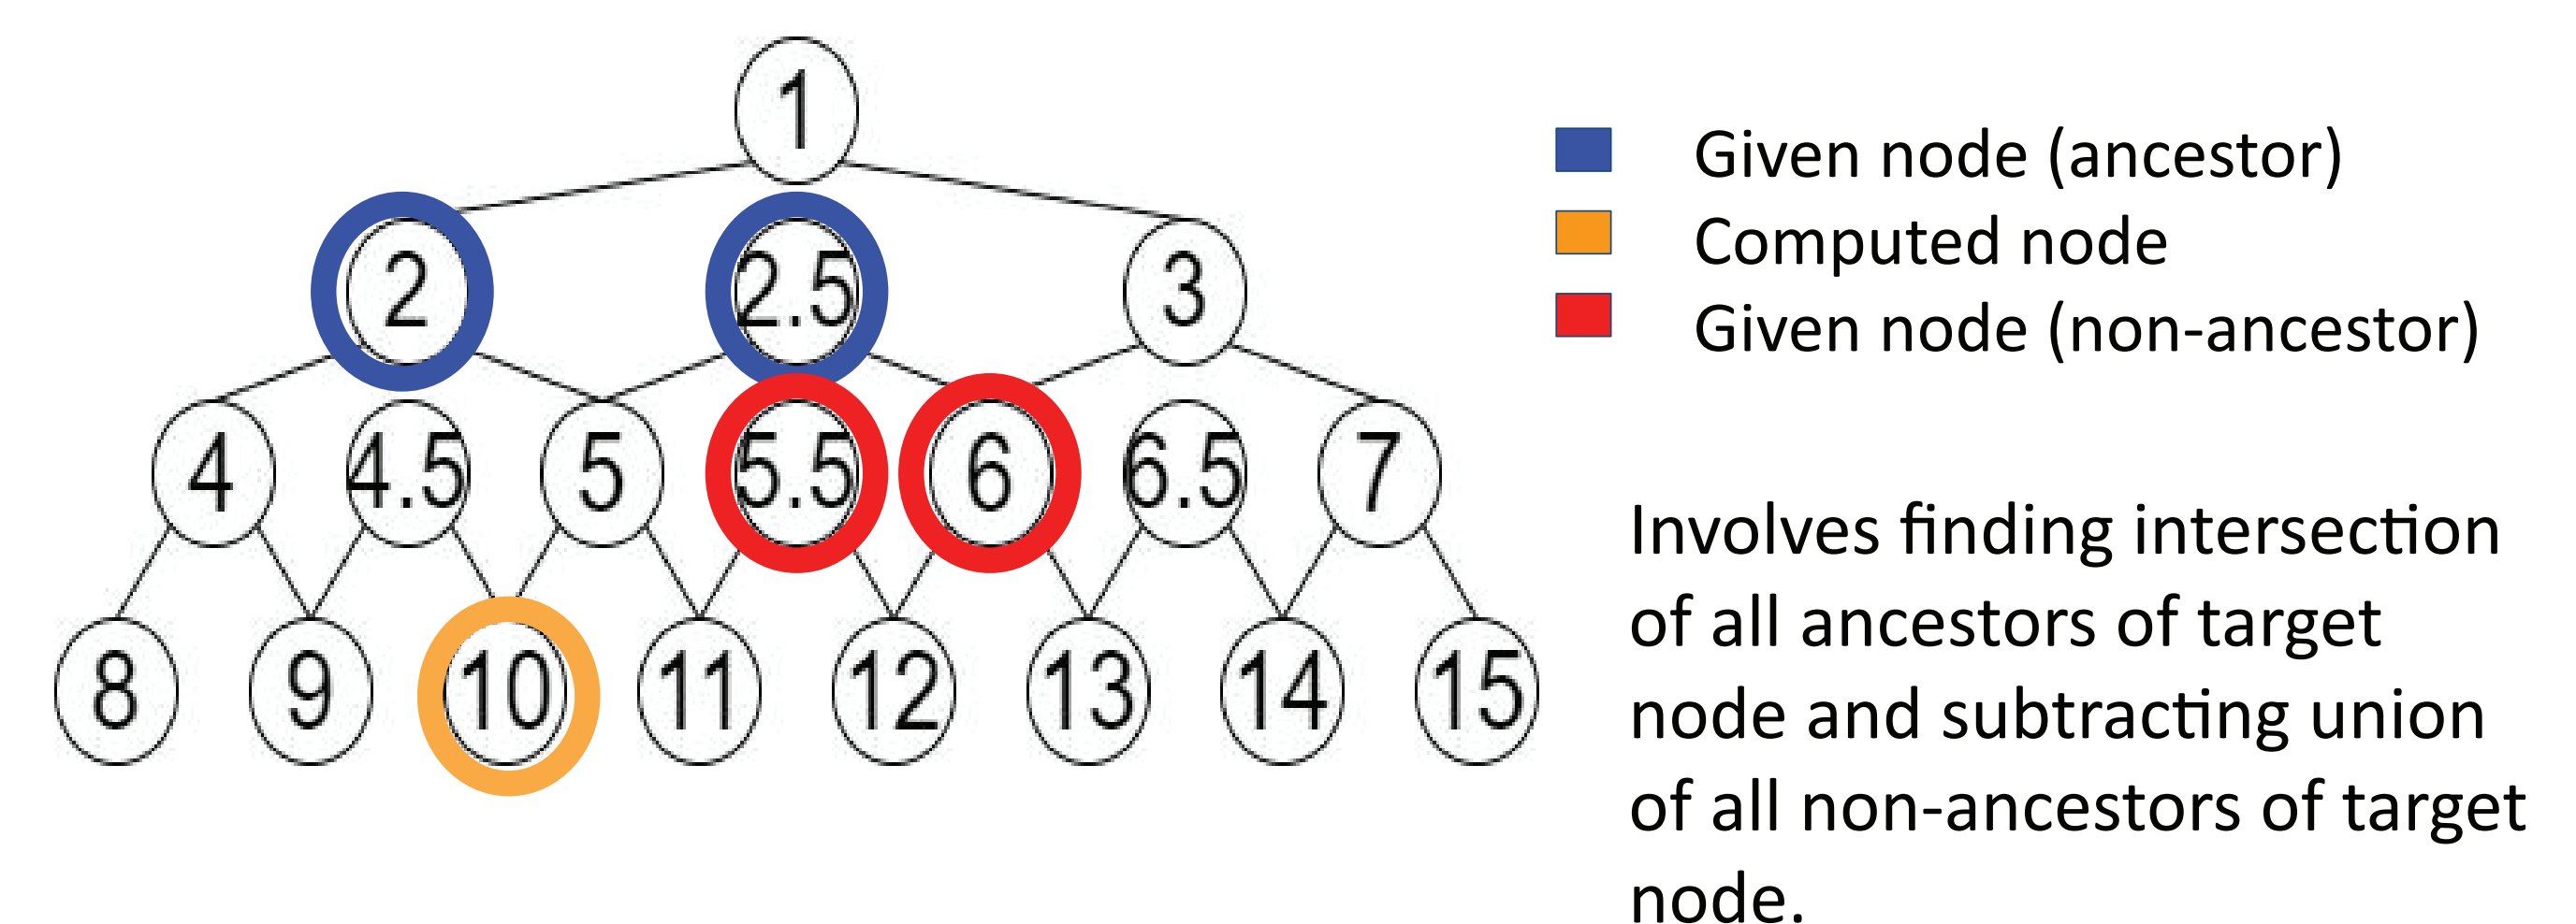 1
2 2.5 3
4 4.5 5 5.5 6 6.5 7
8 9 10 11 12 13 14 15
Given node (ancestor)
Computed node
Given node (non-ancestor)
Involves finding intersection
of all ancestors of target
node and subtracting union
of all non-ancestors of target
node.